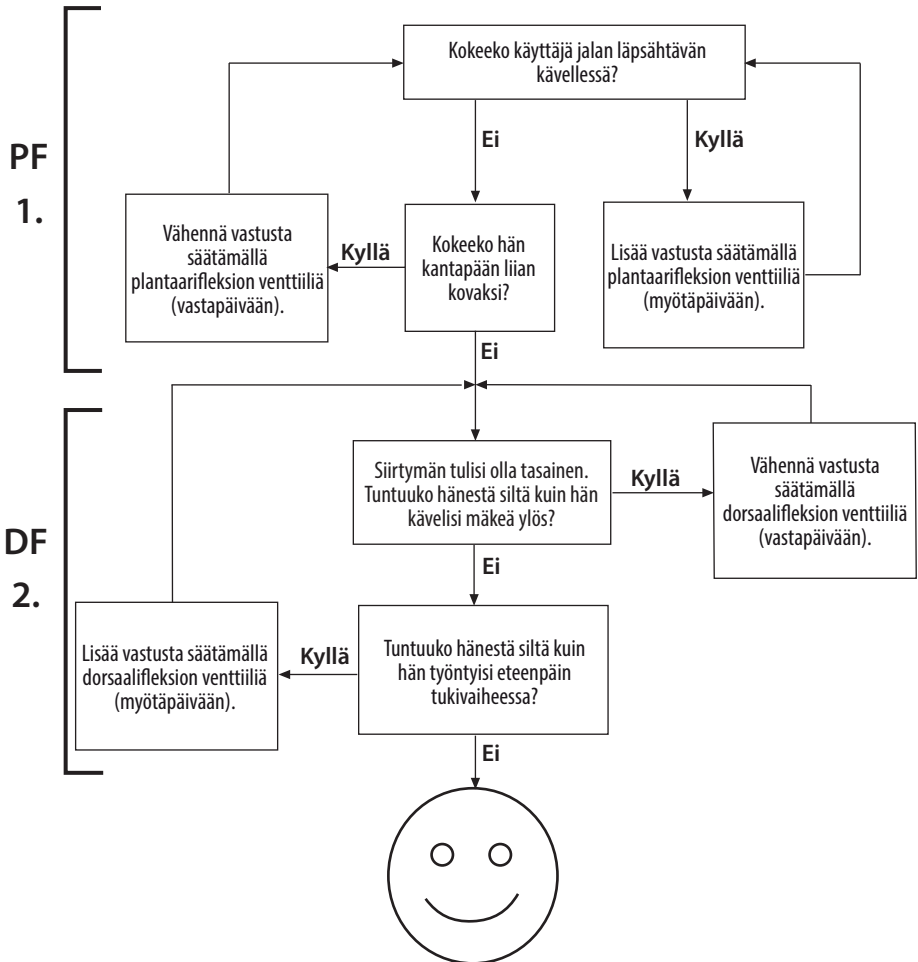 PF
1.
Kokeeko käyttäjä jalan läpsähtävän
kävellessä?
Ei
Kyllä
Vähennä vastusta
säätämällä
plantaarifleksion venttiiliä
(vastapäivään).
Kyllä
Kokeeko hän
kantapään liian
kovaksi?
Lisää vastusta säätämällä
plantaarifleksion venttiiliä
(myötäpäivään).
Ei
DF
2.
Siirtymän tulisi olla tasainen.
Tuntuuko hänestä siltä kuin hän
kävelisi mäkeä ylös?
Kyllä
Vähennä vastusta
säätämällä
dorsaalifleksion venttiiliä
(vastapäivään).
Ei
Lisää vastusta säätämällä
dorsaalifleksion venttiiliä
(myötäpäivään).
Kyllä
Tuntuuko hänestä siltä kuin
hän työntyisi eteenpäin
tukivaiheessa?
Ei